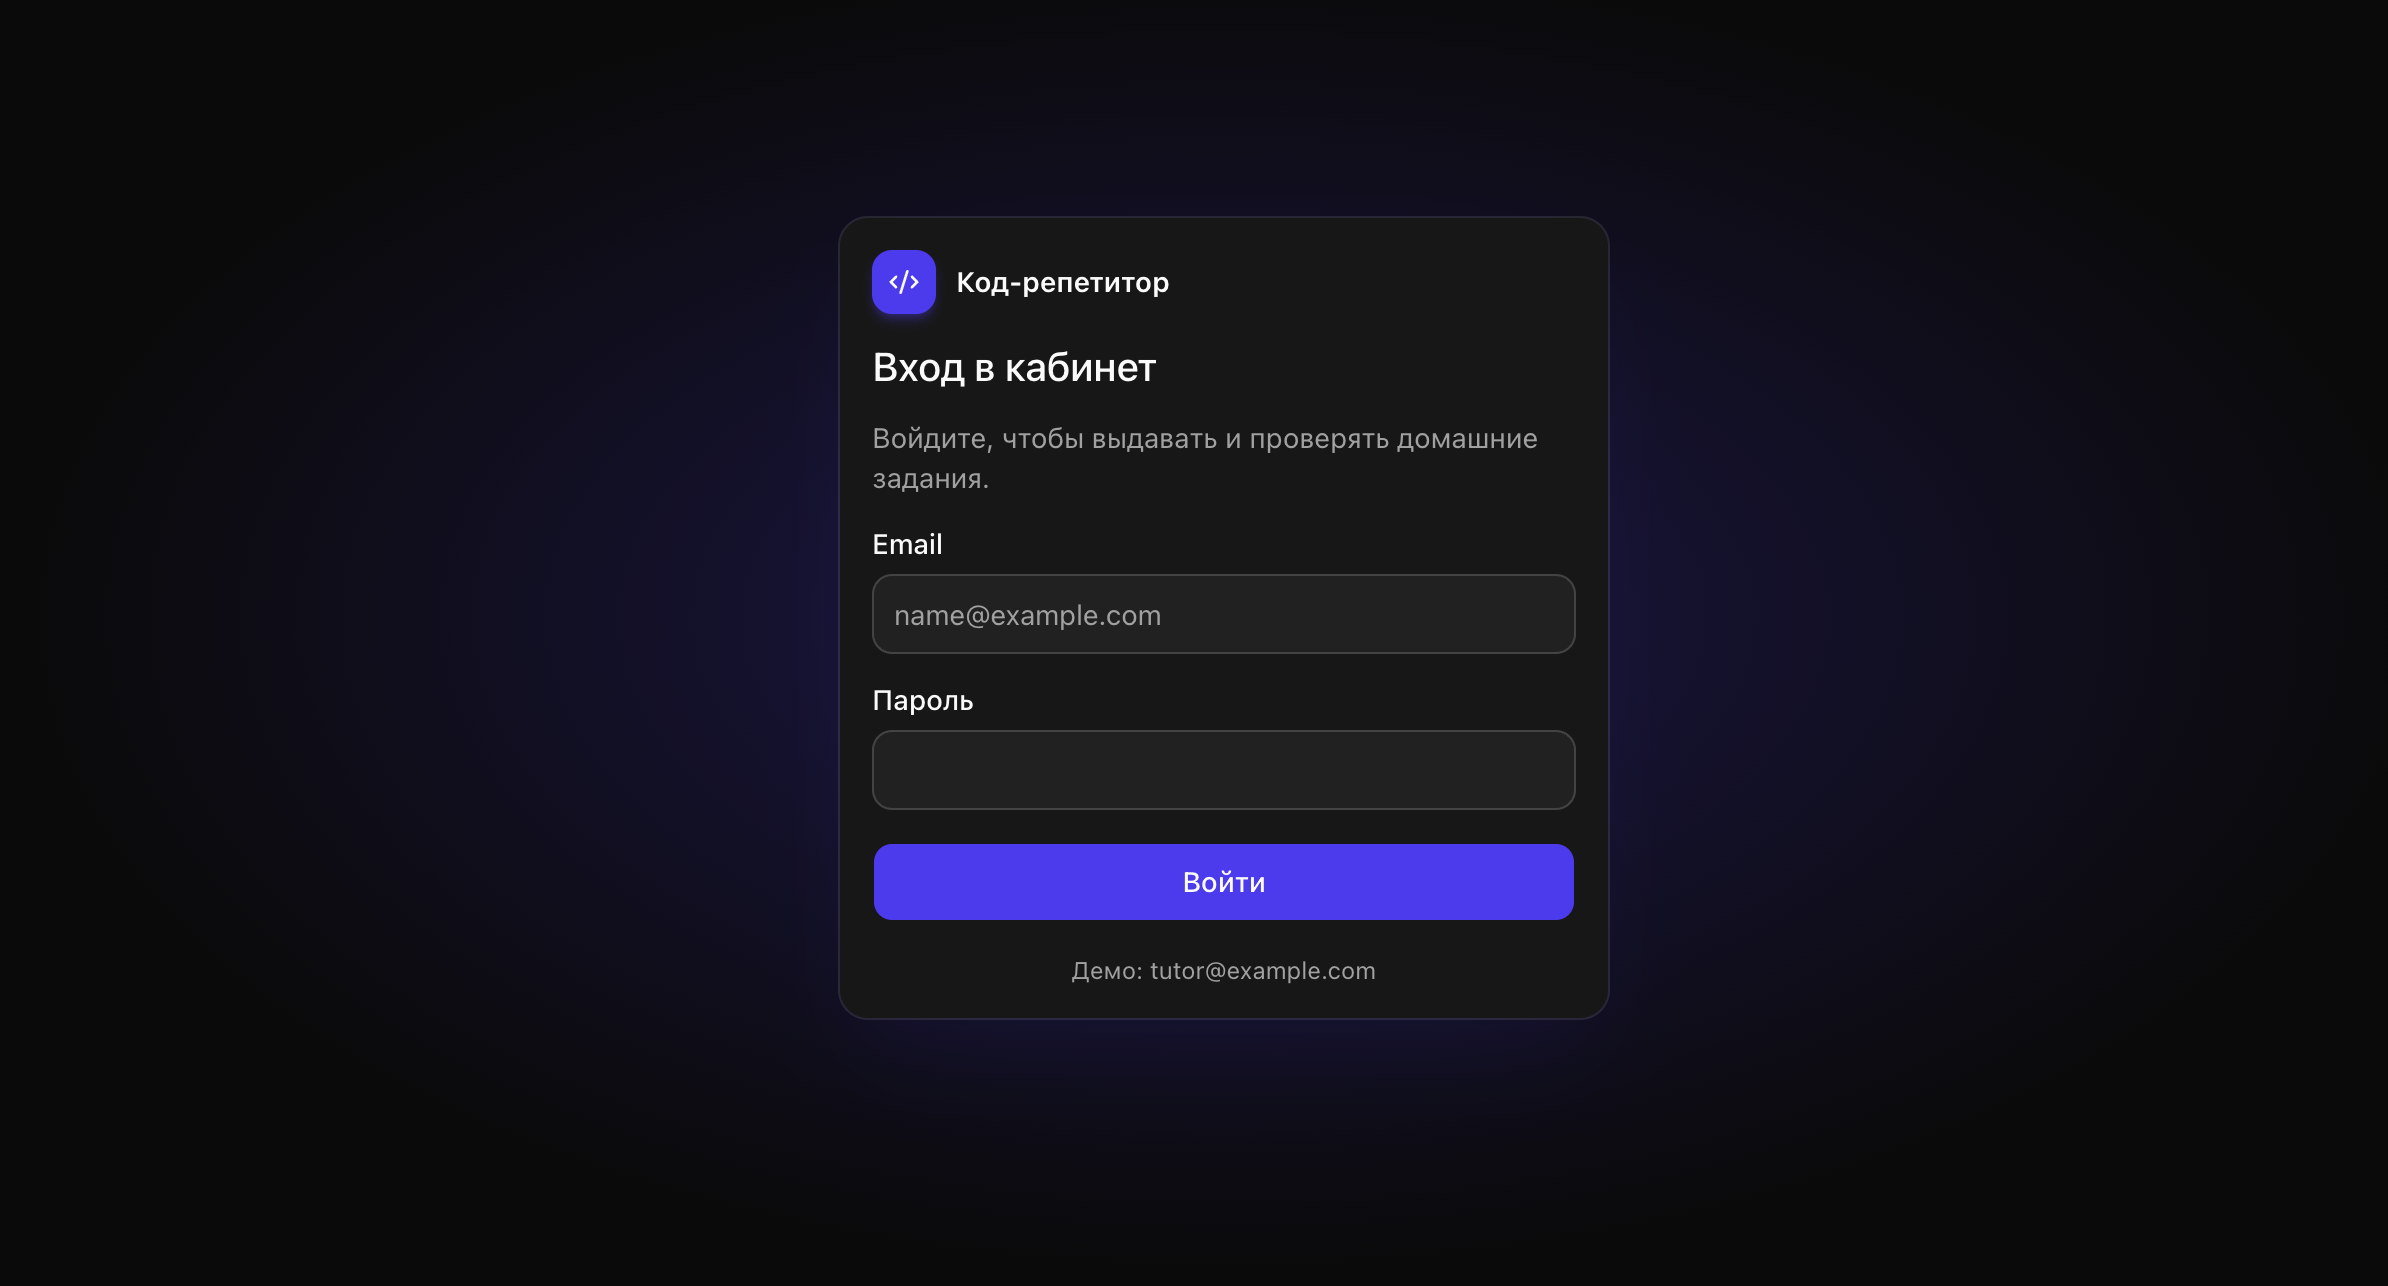 </>
Код-репетитор
Вход в кабинет
Войдите, чтобы выдавать и проверять домашние
задания.
Email
name@example.com
Пароль
Войти
Демо: tutor@example.com